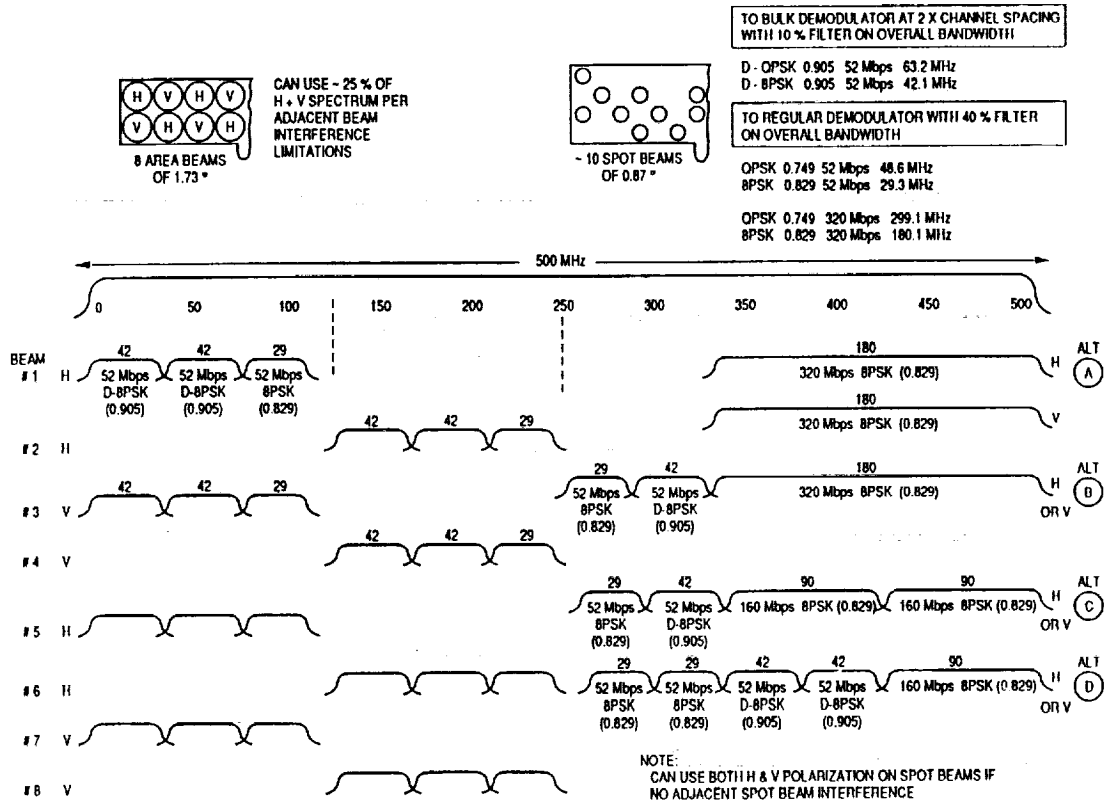 TO BULK DEMODULATOR AT 2 X CHANNEL SPACING
WITH 10 % FILTER ON OVERALL BANDWIDTH
D - QPSK 0.905 52 Mbps 63.2 MHz
D - 8PSK 0.905 52 Mbps 42.1 MHz
TO REGULAR DEMODULATOR WITH 40 % FILTER
ON OVERALL BANDWIDTH
QPSK 0.749 52 Mbps 48.6 MHz
8PSK 0.829 52 Mbps 29.3 MHz
QPSK 0.749 320 Mbps 299.1 MHz
8PSK 0.829 320 Mbps 180.1 MHz
H V H V
V H V H
8 AREA BEAMS
OF 1.73 °
CAN USE ~ 25 % OF
H + V SPECTRUM PER
ADJACENT BEAM
INTERFERENCE
LIMITATIONS
~ 10 SPOT BEAMS
OF 0.87 °
500 MHz
0 50 100 150 200 250 300 350 400 450 500
BEAM
# 1 H
42 42 29
52 Mbps 52 Mbps 52 Mbps
D-8PSK D-8PSK 8PSK
(0.905) (0.905) (0.829)
180
320 Mbps 8PSK (0.829)
H
ALT
A
180
320 Mbps 8PSK (0.829)
V
# 2 H
42 42 29
# 3 V
42 42 29
29 42 180
52 Mbps 52 Mbps 320 Mbps 8PSK (0.829)
8PSK D-8PSK
(0.829) (0.905)
H
OR V
ALT
B
# 4 V
42 42 29
# 5 H
29 42 90 90
52 Mbps 52 Mbps 160 Mbps 8PSK (0.829) 160 Mbps 8PSK (0.829)
8PSK D-8PSK
(0.829) (0.905)
H
OR V
ALT
C
# 6 H
29 29 42 42 90
52 Mbps 52 Mbps 52 Mbps 52 Mbps 160 Mbps 8PSK (0.829)
8PSK 8PSK D-8PSK D-8PSK
(0.829) (0.829) (0.905) (0.905)
H
OR V
ALT
D
# 7 V
# 8 V
NOTE:
CAN USE BOTH H & V POLARIZATION ON SPOT BEAMS IF
NO ADJACENT SPOT BEAM INTERFERENCE